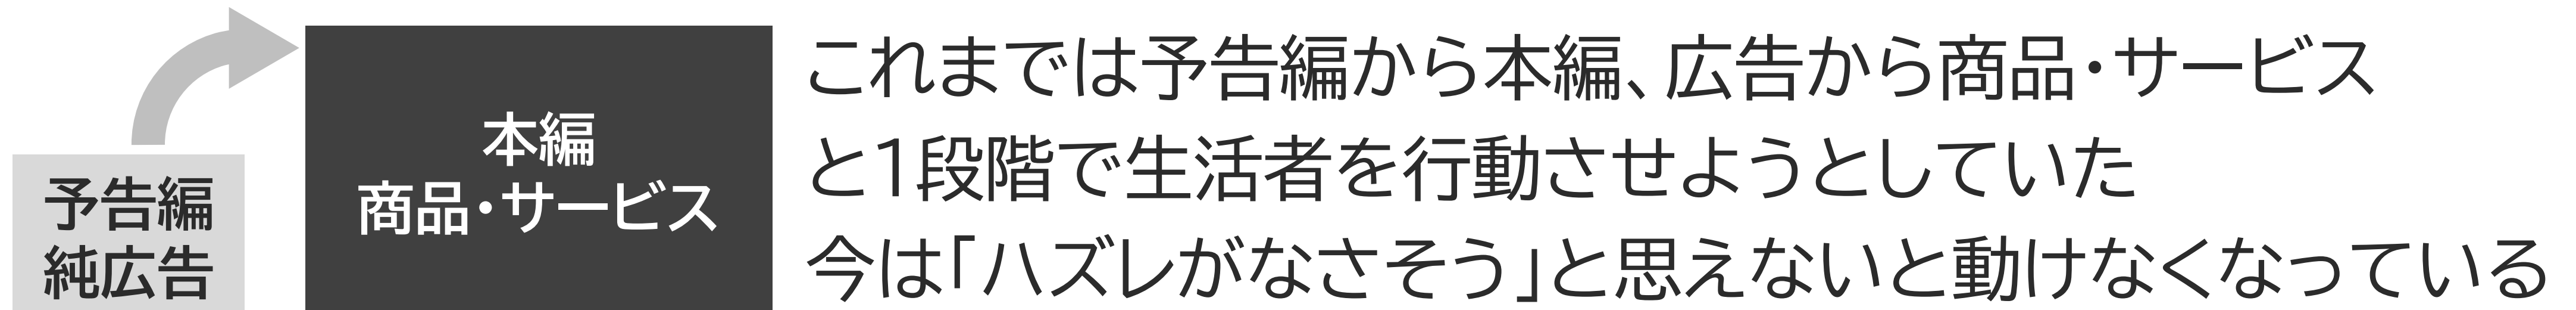 予告編
純広告
本編
商品・サービス
これまでは予告編から本編、広告から商品・サービス
と1段階で生活者を行動させようとしていた
今は「ハズレがなさそう」と思えないと動けなくなっている